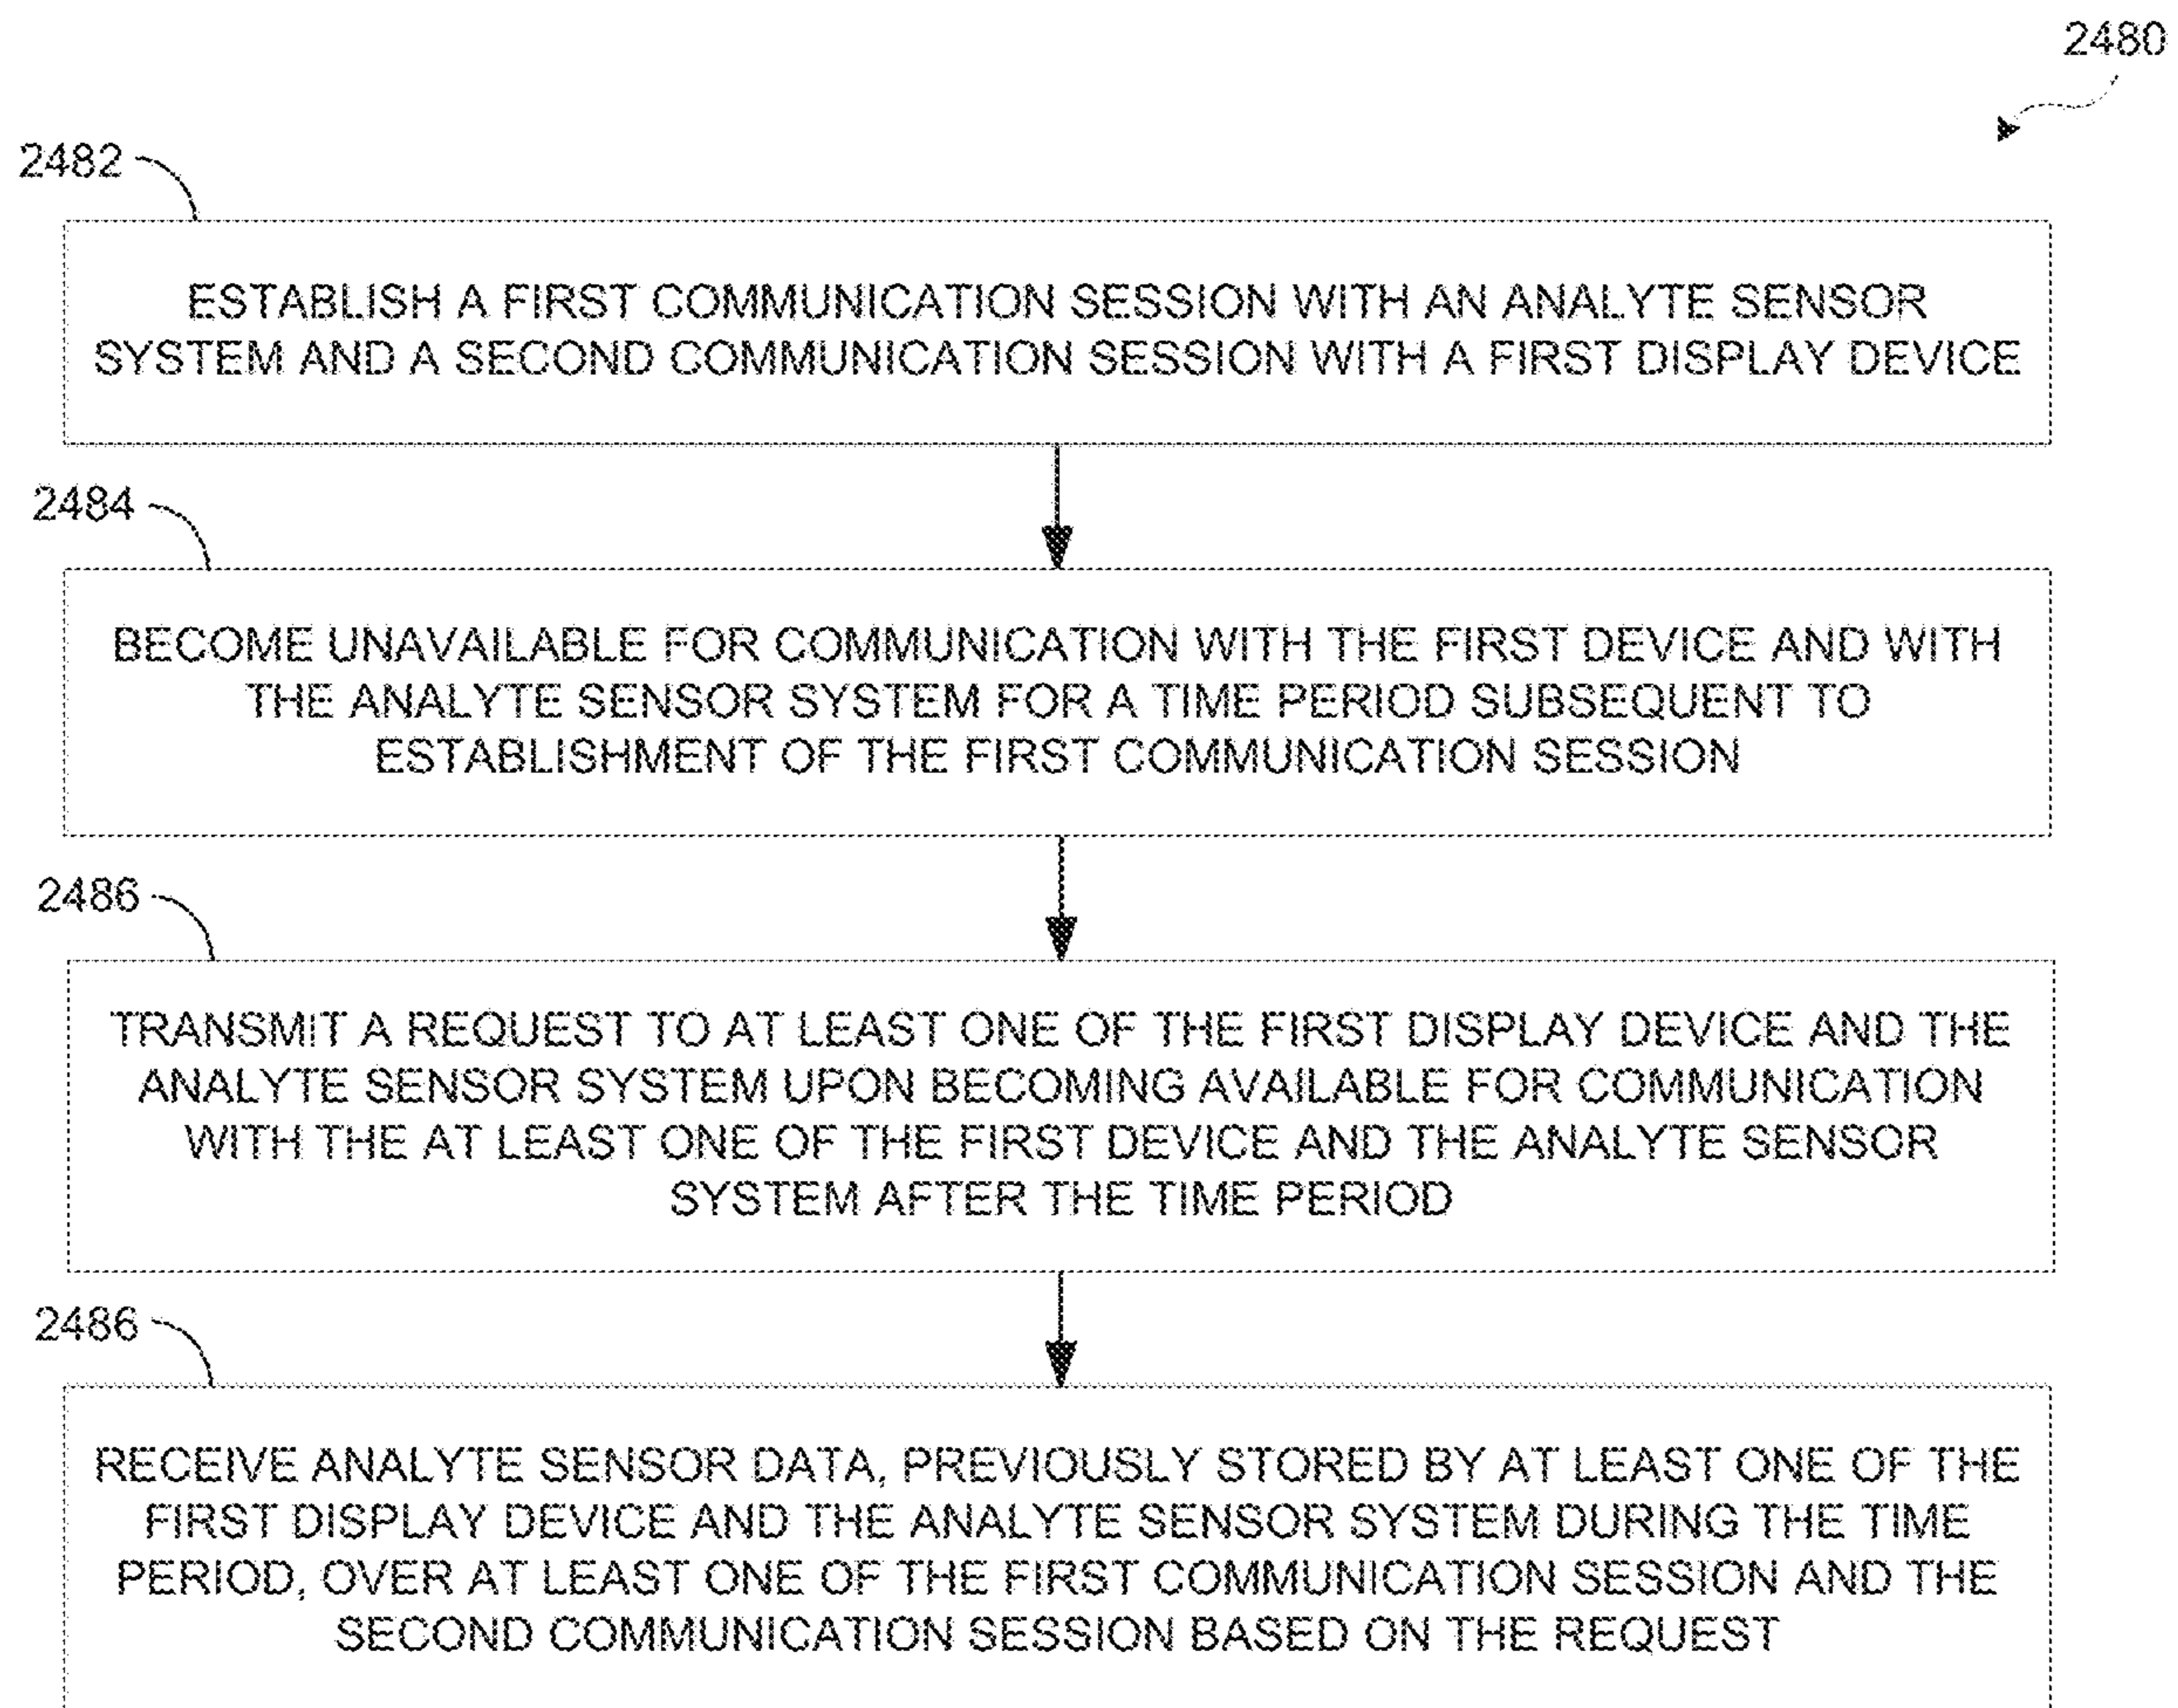 2480
2482
ESTABLISH A FIRST COMMUNICATION SESSION WITH AN ANALYTE SENSOR
SYSTEM AND A SECOND COMMUNICATION SESSION WITH A FIRST DISPLAY DEVICE
2484
BECOME UNAVAILABLE FOR COMMUNICATION WITH THE FIRST DEVICE AND WITH
THE ANALYTE SENSOR SYSTEM FOR A TIME PERIOD SUBSEQUENT TO
ESTABLISHMENT OF THE FIRST COMMUNICATION SESSION
2486
TRANSMIT A REQUEST TO AT LEAST ONE OF THE FIRST DISPLAY DEVICE AND THE
ANALYTE SENSOR SYSTEM UPON BECOMING AVAILABLE FOR COMMUNICATION
WITH THE AT LEAST ONE OF THE FIRST DEVICE AND THE ANALYTE SENSOR
SYSTEM AFTER THE TIME PERIOD
2486
RECEIVE ANALYTE SENSOR DATA, PREVIOUSLY STORED BY AT LEAST ONE OF THE
FIRST DISPLAY DEVICE AND THE ANALYTE SENSOR SYSTEM DURING THE TIME
PERIOD, OVER AT LEAST ONE OF THE FIRST COMMUNICATION SESSION AND THE
SECOND COMMUNICATION SESSION BASED ON THE REQUEST